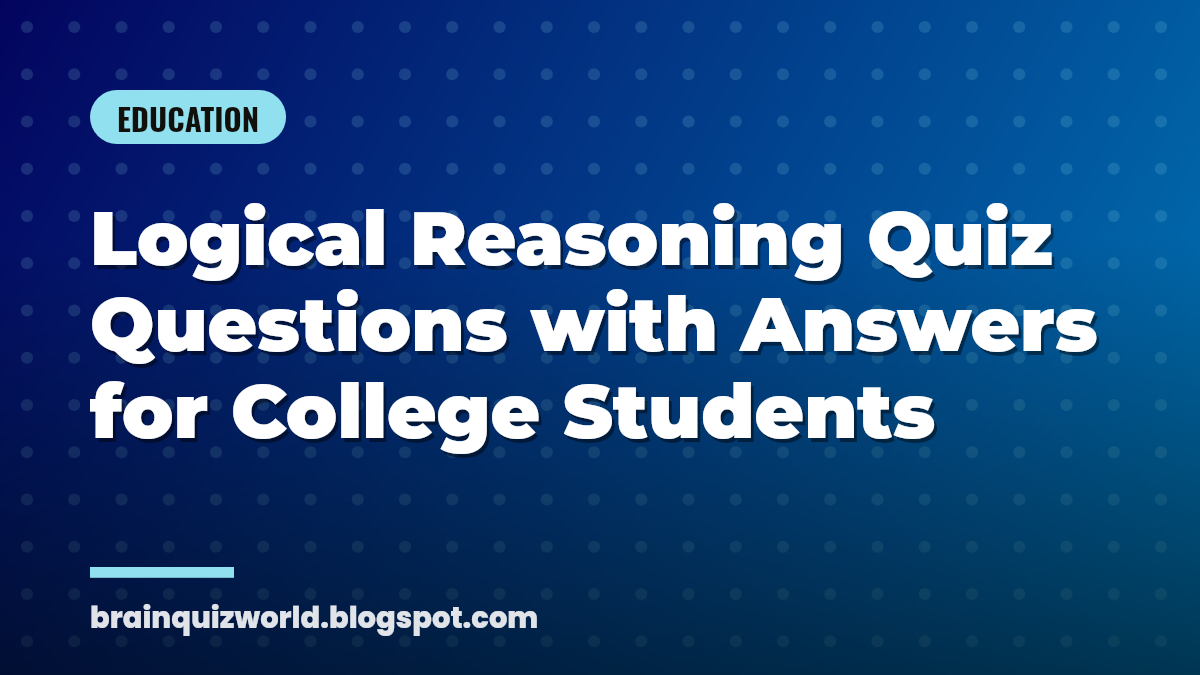 EDUCATION
Logical Reasoning Quiz
Questions with Answers
for College Students
brainquizworld.blogspot.com